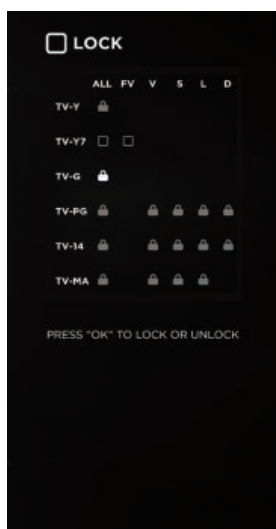 LOCK
ALL FV V S L D
TV-Y
TV-Y7
TV-G
TV-PG
TV-14
TV-MA
PRESS "OK" TO LOCK OR UNLOCK